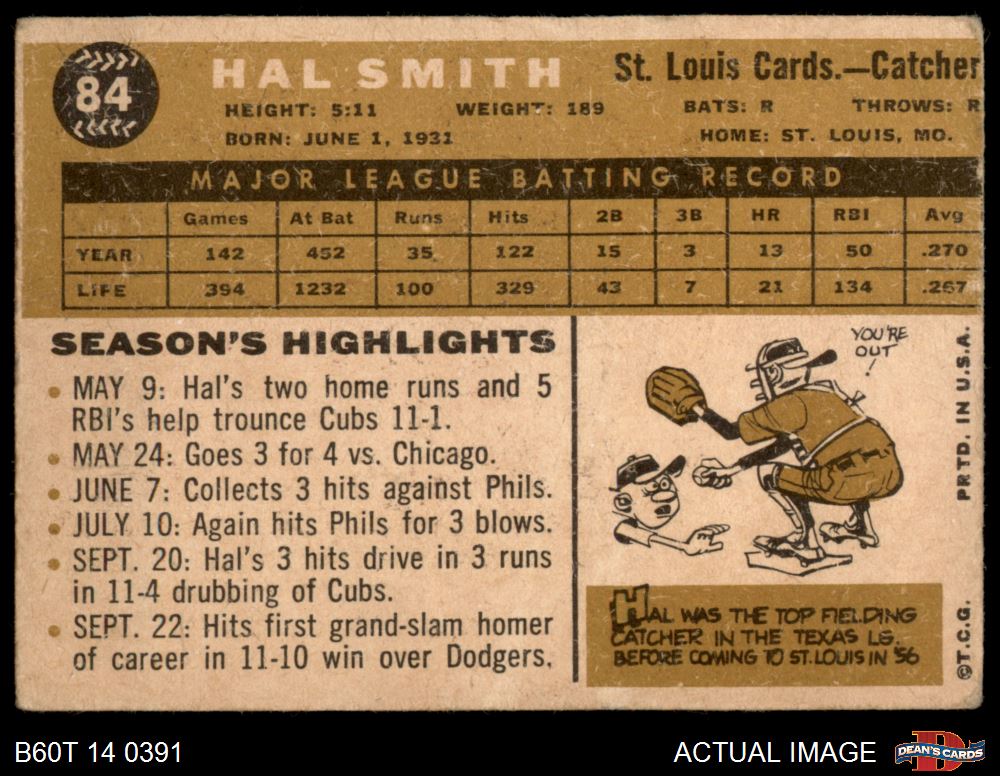 84
HAL SMITH
St. Louis Cards.—Catcher
HEIGHT: 5:11 WEIGHT: 189 BATS: R THROWS: R
BORN: JUNE 1, 1931 HOME: ST. LOUIS, MO.
MAJOR LEAGUE BATTING RECORD
Games At Bat Runs Hits 2B 3B HR RBI Avg
YEAR 142 452 35 122 15 3 13 50 .270
LIFE 394 1232 100 329 43 7 21 134 .267
SEASON'S HIGHLIGHTS
• MAY 9: Hal's two home runs and 5
RBI's help trounce Cubs 11-1.
• MAY 24: Goes 3 for 4 vs. Chicago.
• JUNE 7: Collects 3 hits against Phils.
• JULY 10: Again hits Phils for 3 blows.
• SEPT. 20: Hal's 3 hits drive in 3 runs
in 11-4 drubbing of Cubs.
• SEPT. 22: Hits first grand-slam homer
of career in 11-10 win over Dodgers.
YOU'RE
OUT
!
HAL WAS THE TOP FIELDING
CATCHER IN THE TEXAS LG.
BEFORE COMING TO ST. LOUIS IN '56
PRTD. IN U.S.A.
©T.C.G.
B60T 14 0391
ACTUAL IMAGE
DEAN'S CARDS